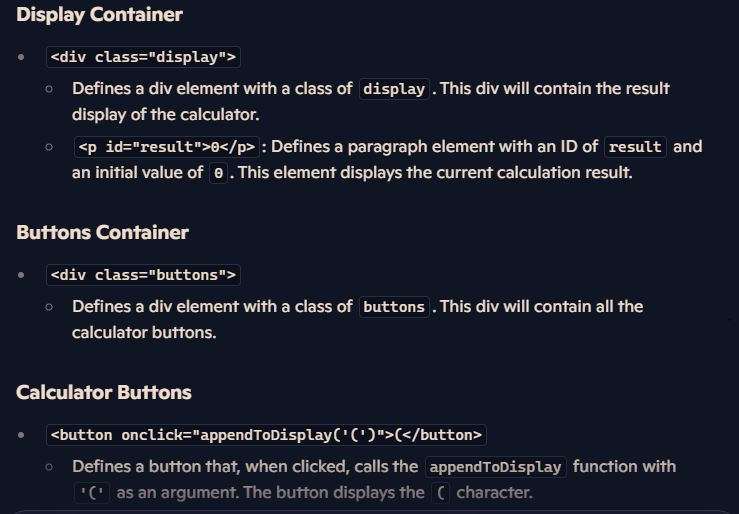 Display Container
<div class="display">
Defines a div element with a class of display. This div will contain the result
display of the calculator.
<p id="result">0</p>: Defines a paragraph element with an ID of result and
an initial value of 0. This element displays the current calculation result.
Buttons Container
<div class="buttons">
Defines a div element with a class of buttons. This div will contain all the
calculator buttons.
Calculator Buttons
<button onclick="appendToDisplay('(')">(</button>
Defines a button that, when clicked, calls the appendToDisplay function with
'(' as an argument. The button displays the ( character.